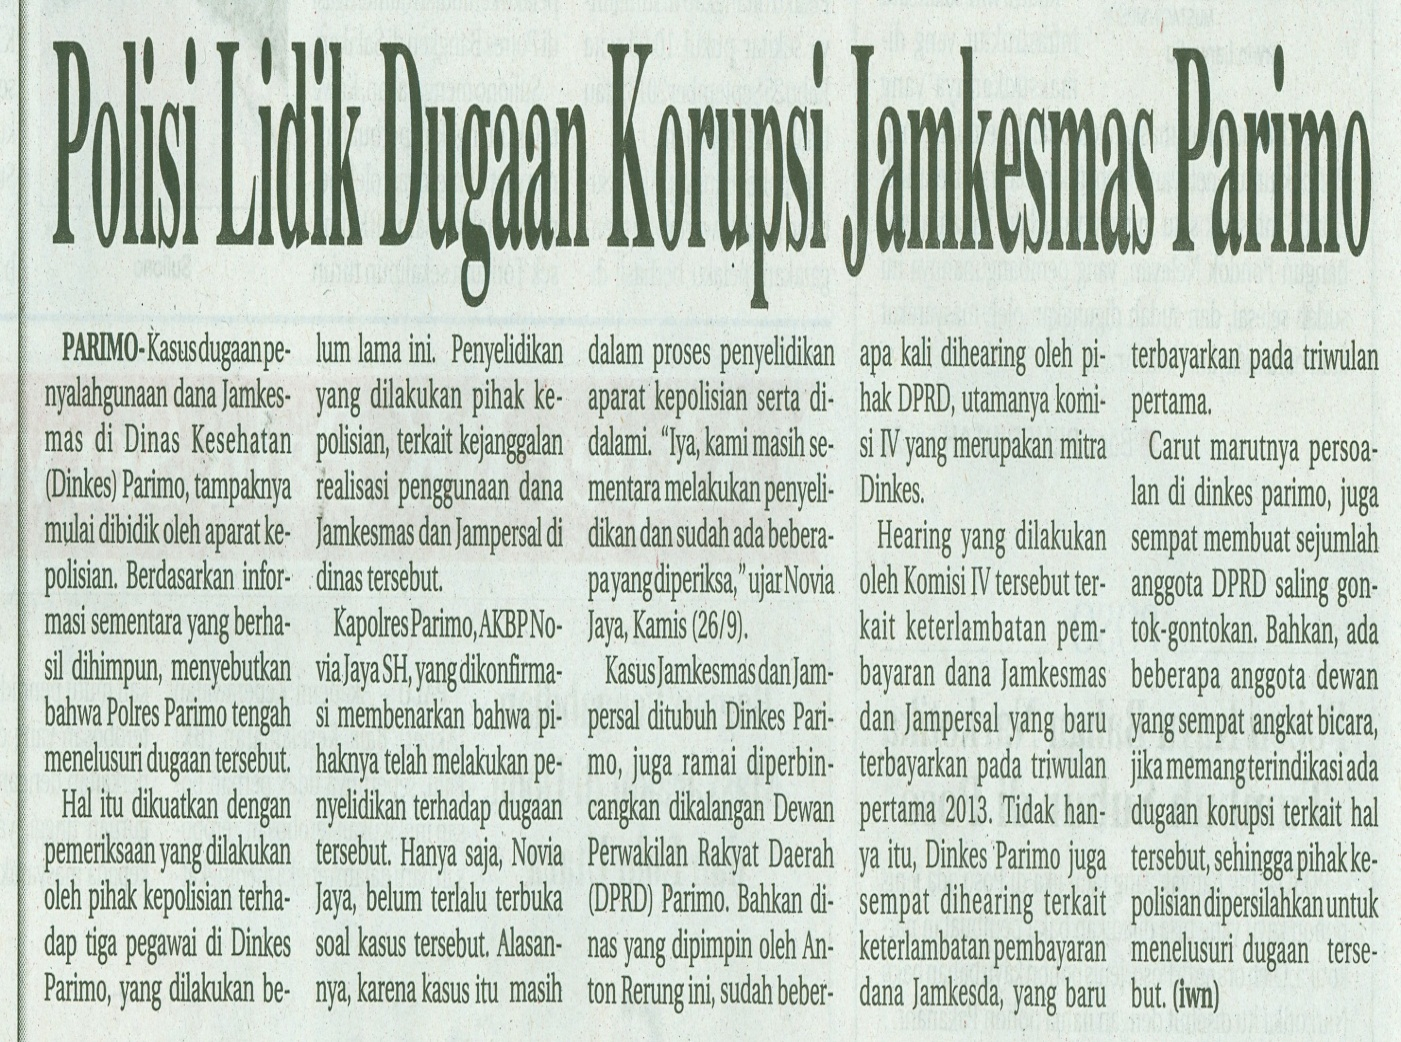 Polisi Lidik Dugaan Korupsi Jamkesmas Parimo
PARIMO- Kasus dugaan pe-
nyalahgunaan dana Jamkes-
mas di Dinas Kesehatan
(Dinkes) Parimo, tampaknya
mulai dibidik oleh aparat ke-
polisian. Berdasarkan infor-
masi sementara yang berha-
sil dihimpun, menyebutkan
bahwa Polres Parimo tengah
menelusuri dugaan tersebut.
Hal itu dikuatkan dengan
pemeriksaan yang dilakukan
oleh pihak kepolisian terha-
dap tiga pegawai di Dinkes
Parimo, yang dilakukan be-
lum lama ini. Penyelidikan
yang dilakukan pihak ke-
polisian, terkait kejanggalan
realisasi penggunaan dana
Jamkesmas dan Jampersal di
dinas tersebut.
Kapolres Parimo, AKBP No-
via Jaya SH, yang dikonfirma-
si membenarkan bahwa pi-
haknya telah melakukan pe-
nyelidikan terhadap dugaan
tersebut. Hanya saja, Novia
Jaya, belum terlalu terbuka
soal kasus tersebut. Alasan-
nya, karena kasus itu masih
dalam proses penyelidikan
aparat kepolisian serta di-
dalami. “Iya, kami masih se-
mentara melakukan penyeli-
dikan dan sudah ada bebera-
pa yang diperiksa,” ujar Novia
Jaya, Kamis (26/9).
Kasus Jamkesmas dan Jam-
persal ditubuh Dinkes Pari-
mo, juga ramai diperbin-
cangkan dikalangan Dewan
Perwakilan Rakyat Daerah
(DPRD) Parimo. Bahkan di-
nas yang dipimpin oleh An-
ton Rerung ini, sudah beber-
apa kali dihearing oleh pi-
hak DPRD, utamanya komi-
si IV yang merupakan mitra
Dinkes.
Hearing yang dilakukan
oleh Komisi IV tersebut ter-
kait keterlambatan pem-
bayaran dana Jamkesmas
dan Jampersal yang baru
terbayarkan pada triwulan
pertama 2013. Tidak han-
ya itu, Dinkes Parimo juga
sempat dihearing terkait
keterlambatan pembayaran
dana Jamkesda, yang baru
terbayarkan pada triwulan
pertama.
Carut marutnya persoa-
lan di dinkes parimo, juga
sempat membuat sejumlah
anggota DPRD saling gon-
tok-gontokan. Bahkan, ada
beberapa anggota dewan
yang sempat angkat bicara,
jika memang terindikasi ada
dugaan korupsi terkait hal
tersebut, sehingga pihak ke-
polisian dipersilahkan untuk
menelusuri dugaan terse-
but. (iwn)